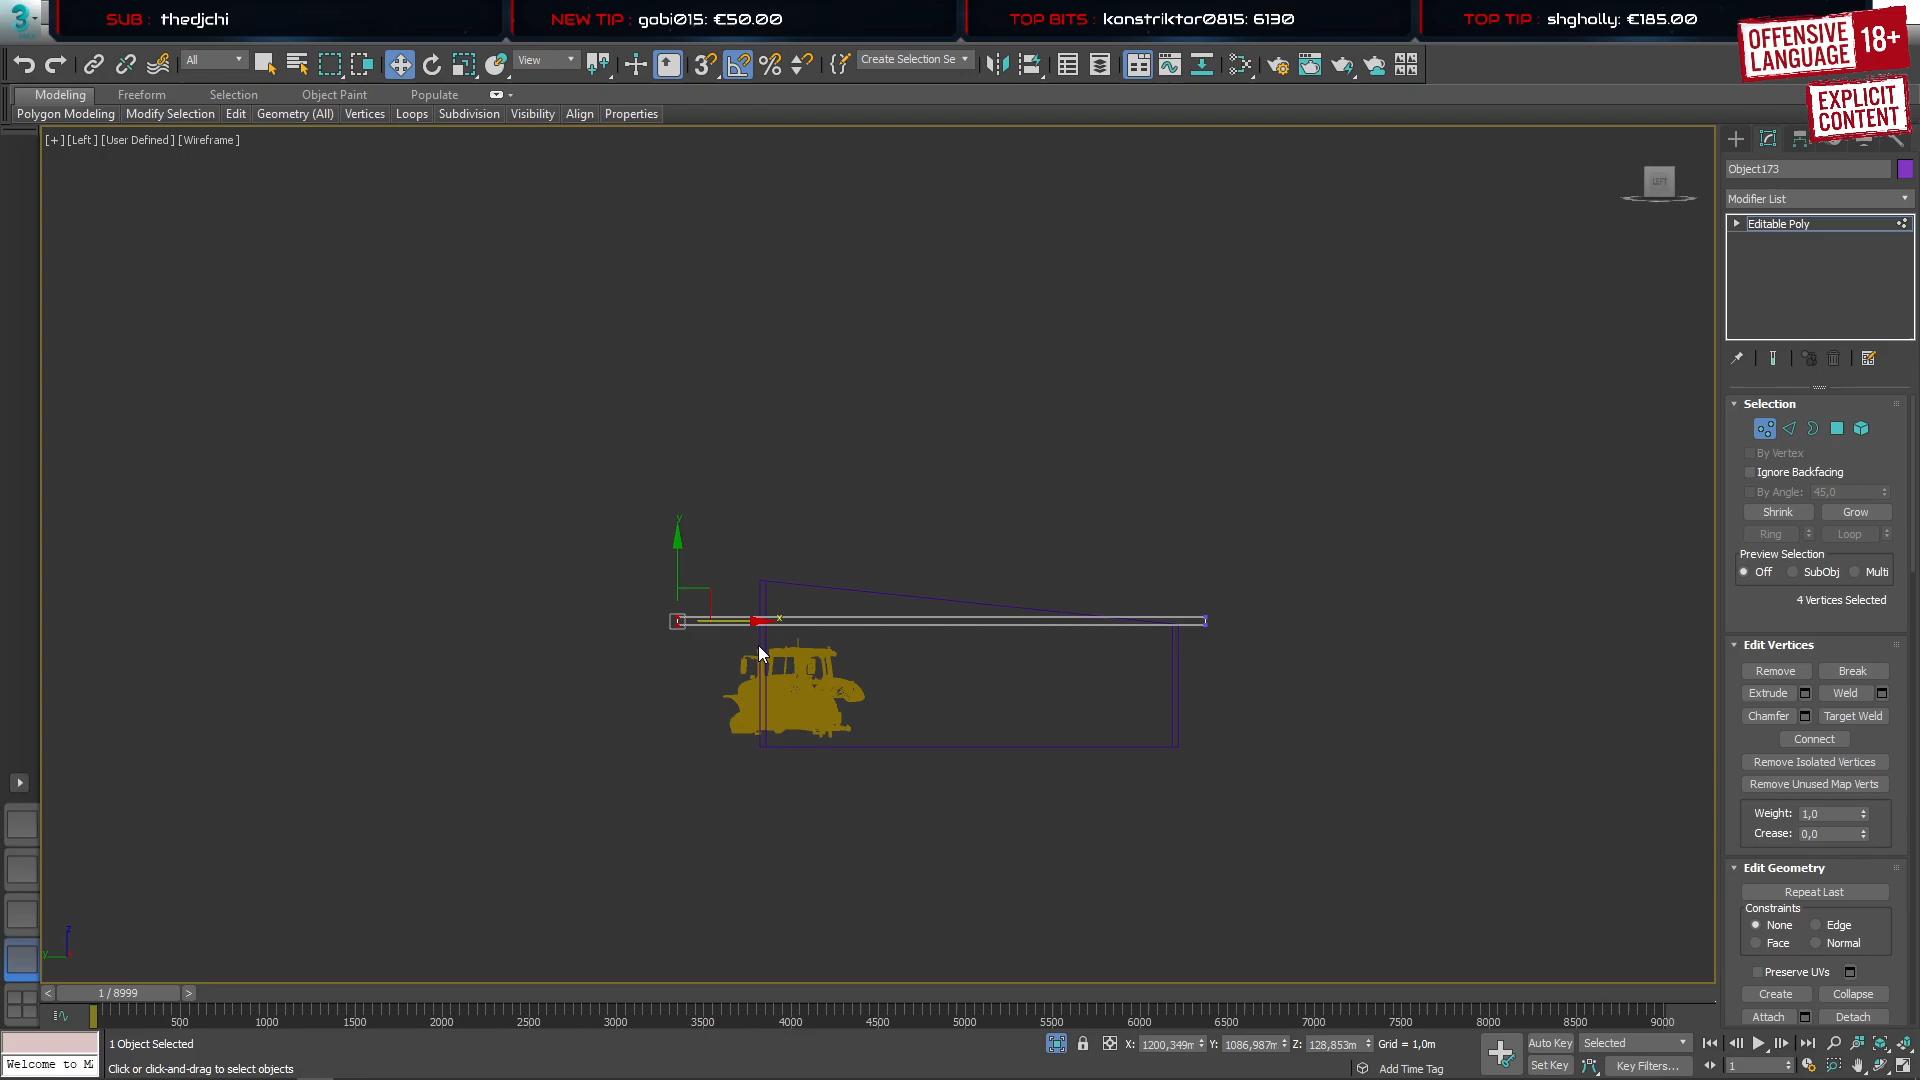 SUB : thedjchi
NEW TIP : gobi015: €50.00
TOP BITS : konstriktor0815: 6130
TOP TIP : shgholly: €185.00
OFFENSIVE LANGUAGE 18+
EXPLICIT CONTENT
All
View
Create Selection Se
Modeling
Freeform
Selection
Object Paint
Populate
Polygon Modeling
Modify Selection
Edit
Geometry (All)
Vertices
Loops
Subdivision
Visibility
Align
Properties
[+] [Left ] [User Defined ] [Wireframe ]
LEFT
Object173
Modifier List
Editable Poly
Selection
By Vertex
Ignore Backfacing
By Angle: 45,0
Shrink
Grow
Ring
Loop
Preview Selection
Off
SubObj
Multi
4 Vertices Selected
Edit Vertices
Remove
Break
Extrude
Weld
Chamfer
Target Weld
Connect
Remove Isolated Vertices
Remove Unused Map Verts
Weight: 1,0
Crease: 0,0
Edit Geometry
Repeat Last
Constraints
None
Edge
Face
Normal
Preserve UVs
Create
Collapse
Attach
Detach
y
x
z
y
< 1 / 8999 >
500 1000 1500 2000 2500 3000 3500 4000 4500 5000 5500 6000 6500 7000 7500 8000 8500 9000
1 Object Selected
X: 1200,349m Y: 1086,987m Z: 128,853m Grid = 1,0m
Auto Key
Selected
Welcome to M
Click or click-and-drag to select objects
Add Time Tag
Set Key
Key Filters...
1